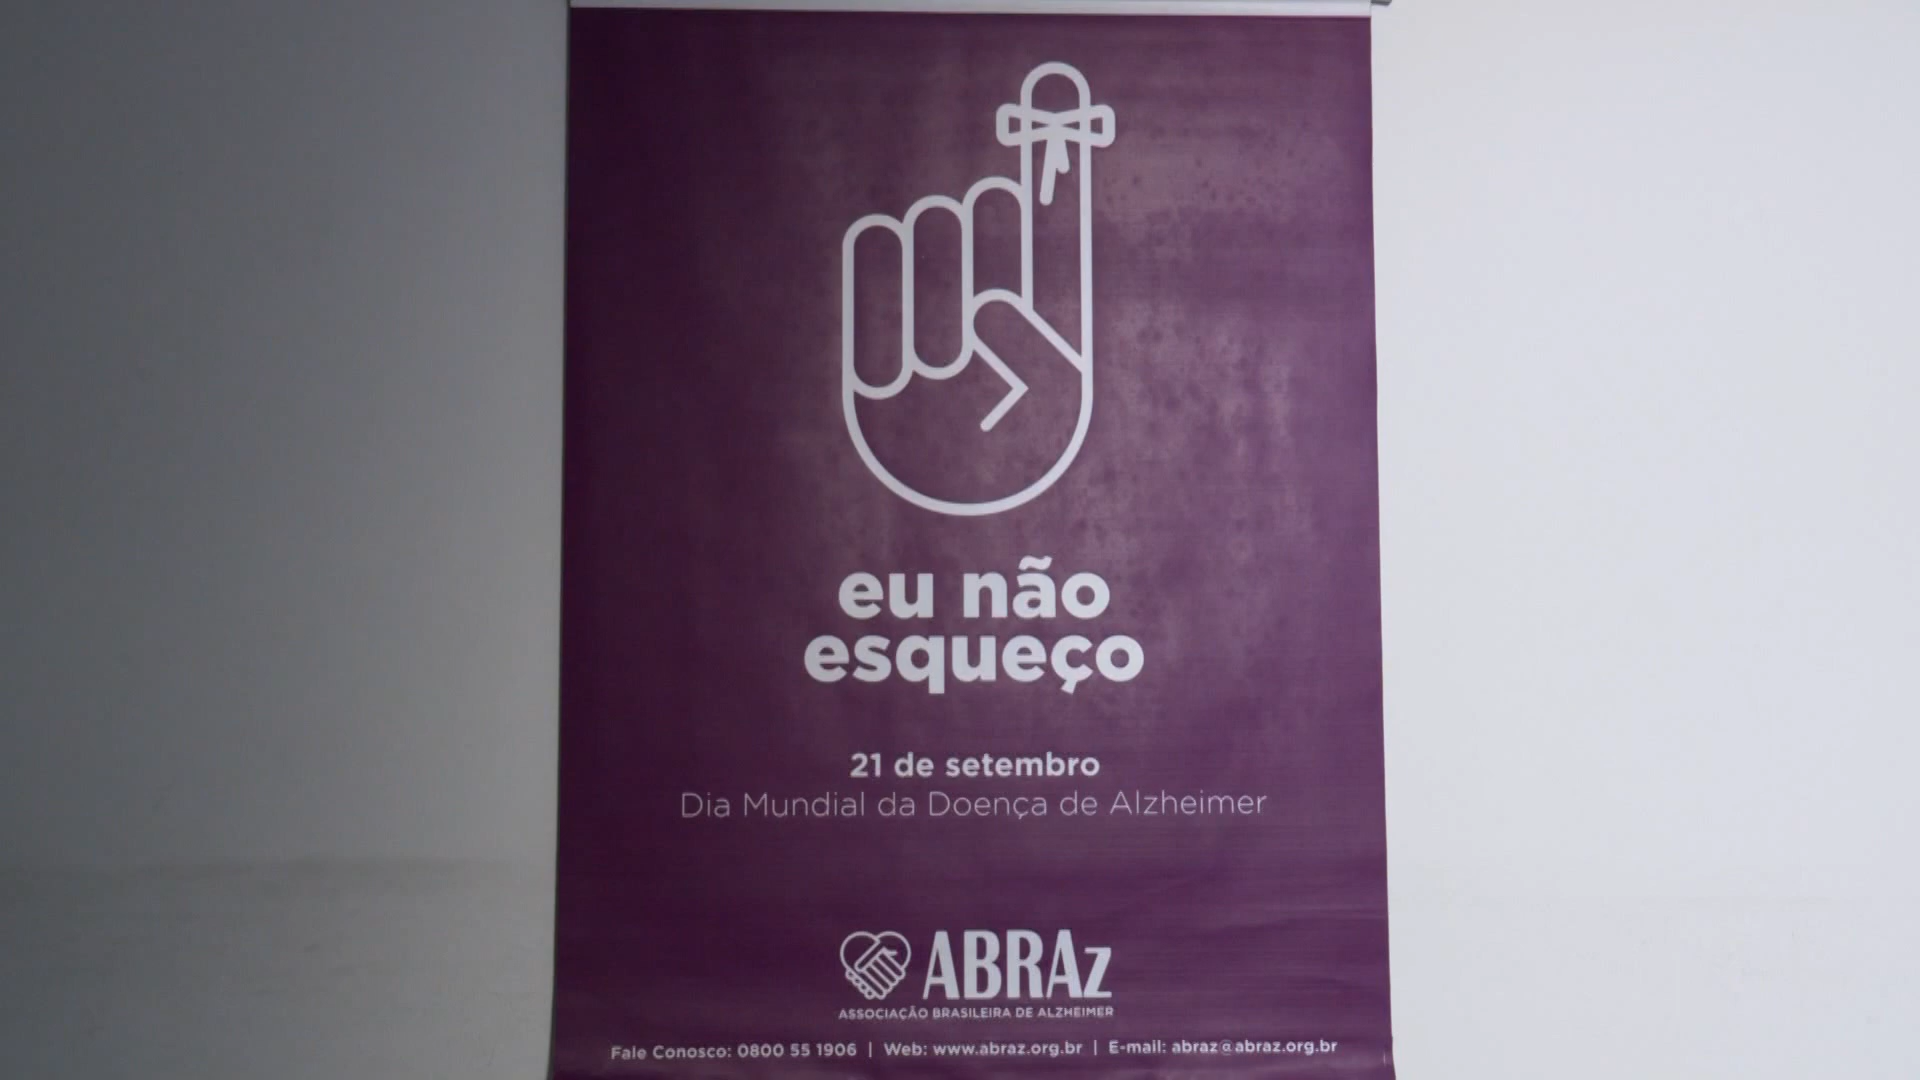 eu não
esqueço
21 de setembro
Dia Mundial da Doença de Alzheimer
ABRAz
ASSOCIAÇÃO BRASILEIRA DE ALZHEIMER
Fale Conosco: 0800 55 1906 | Web: www.abraz.org.br | E-mail: abraz@abraz.org.br